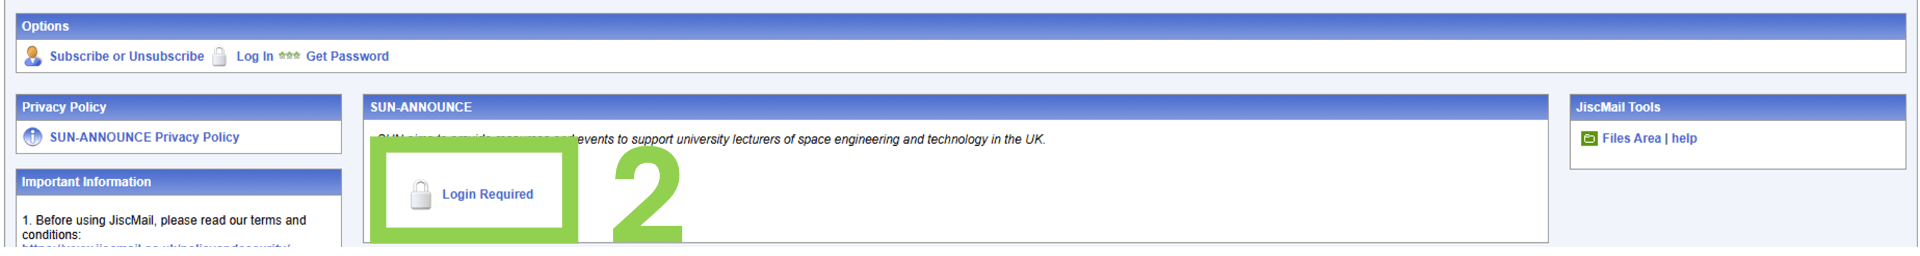 Options
Subscribe or Unsubscribe Log In *** Get Password
Privacy Policy
SUN-ANNOUNCE Privacy Policy
Important Information
1. Before using JiscMail, please read our terms and
conditions:
SUN-ANNOUNCE
events to support university lecturers of space engineering and technology in the UK.
Login Required
2
JiscMail Tools
Files Area | help